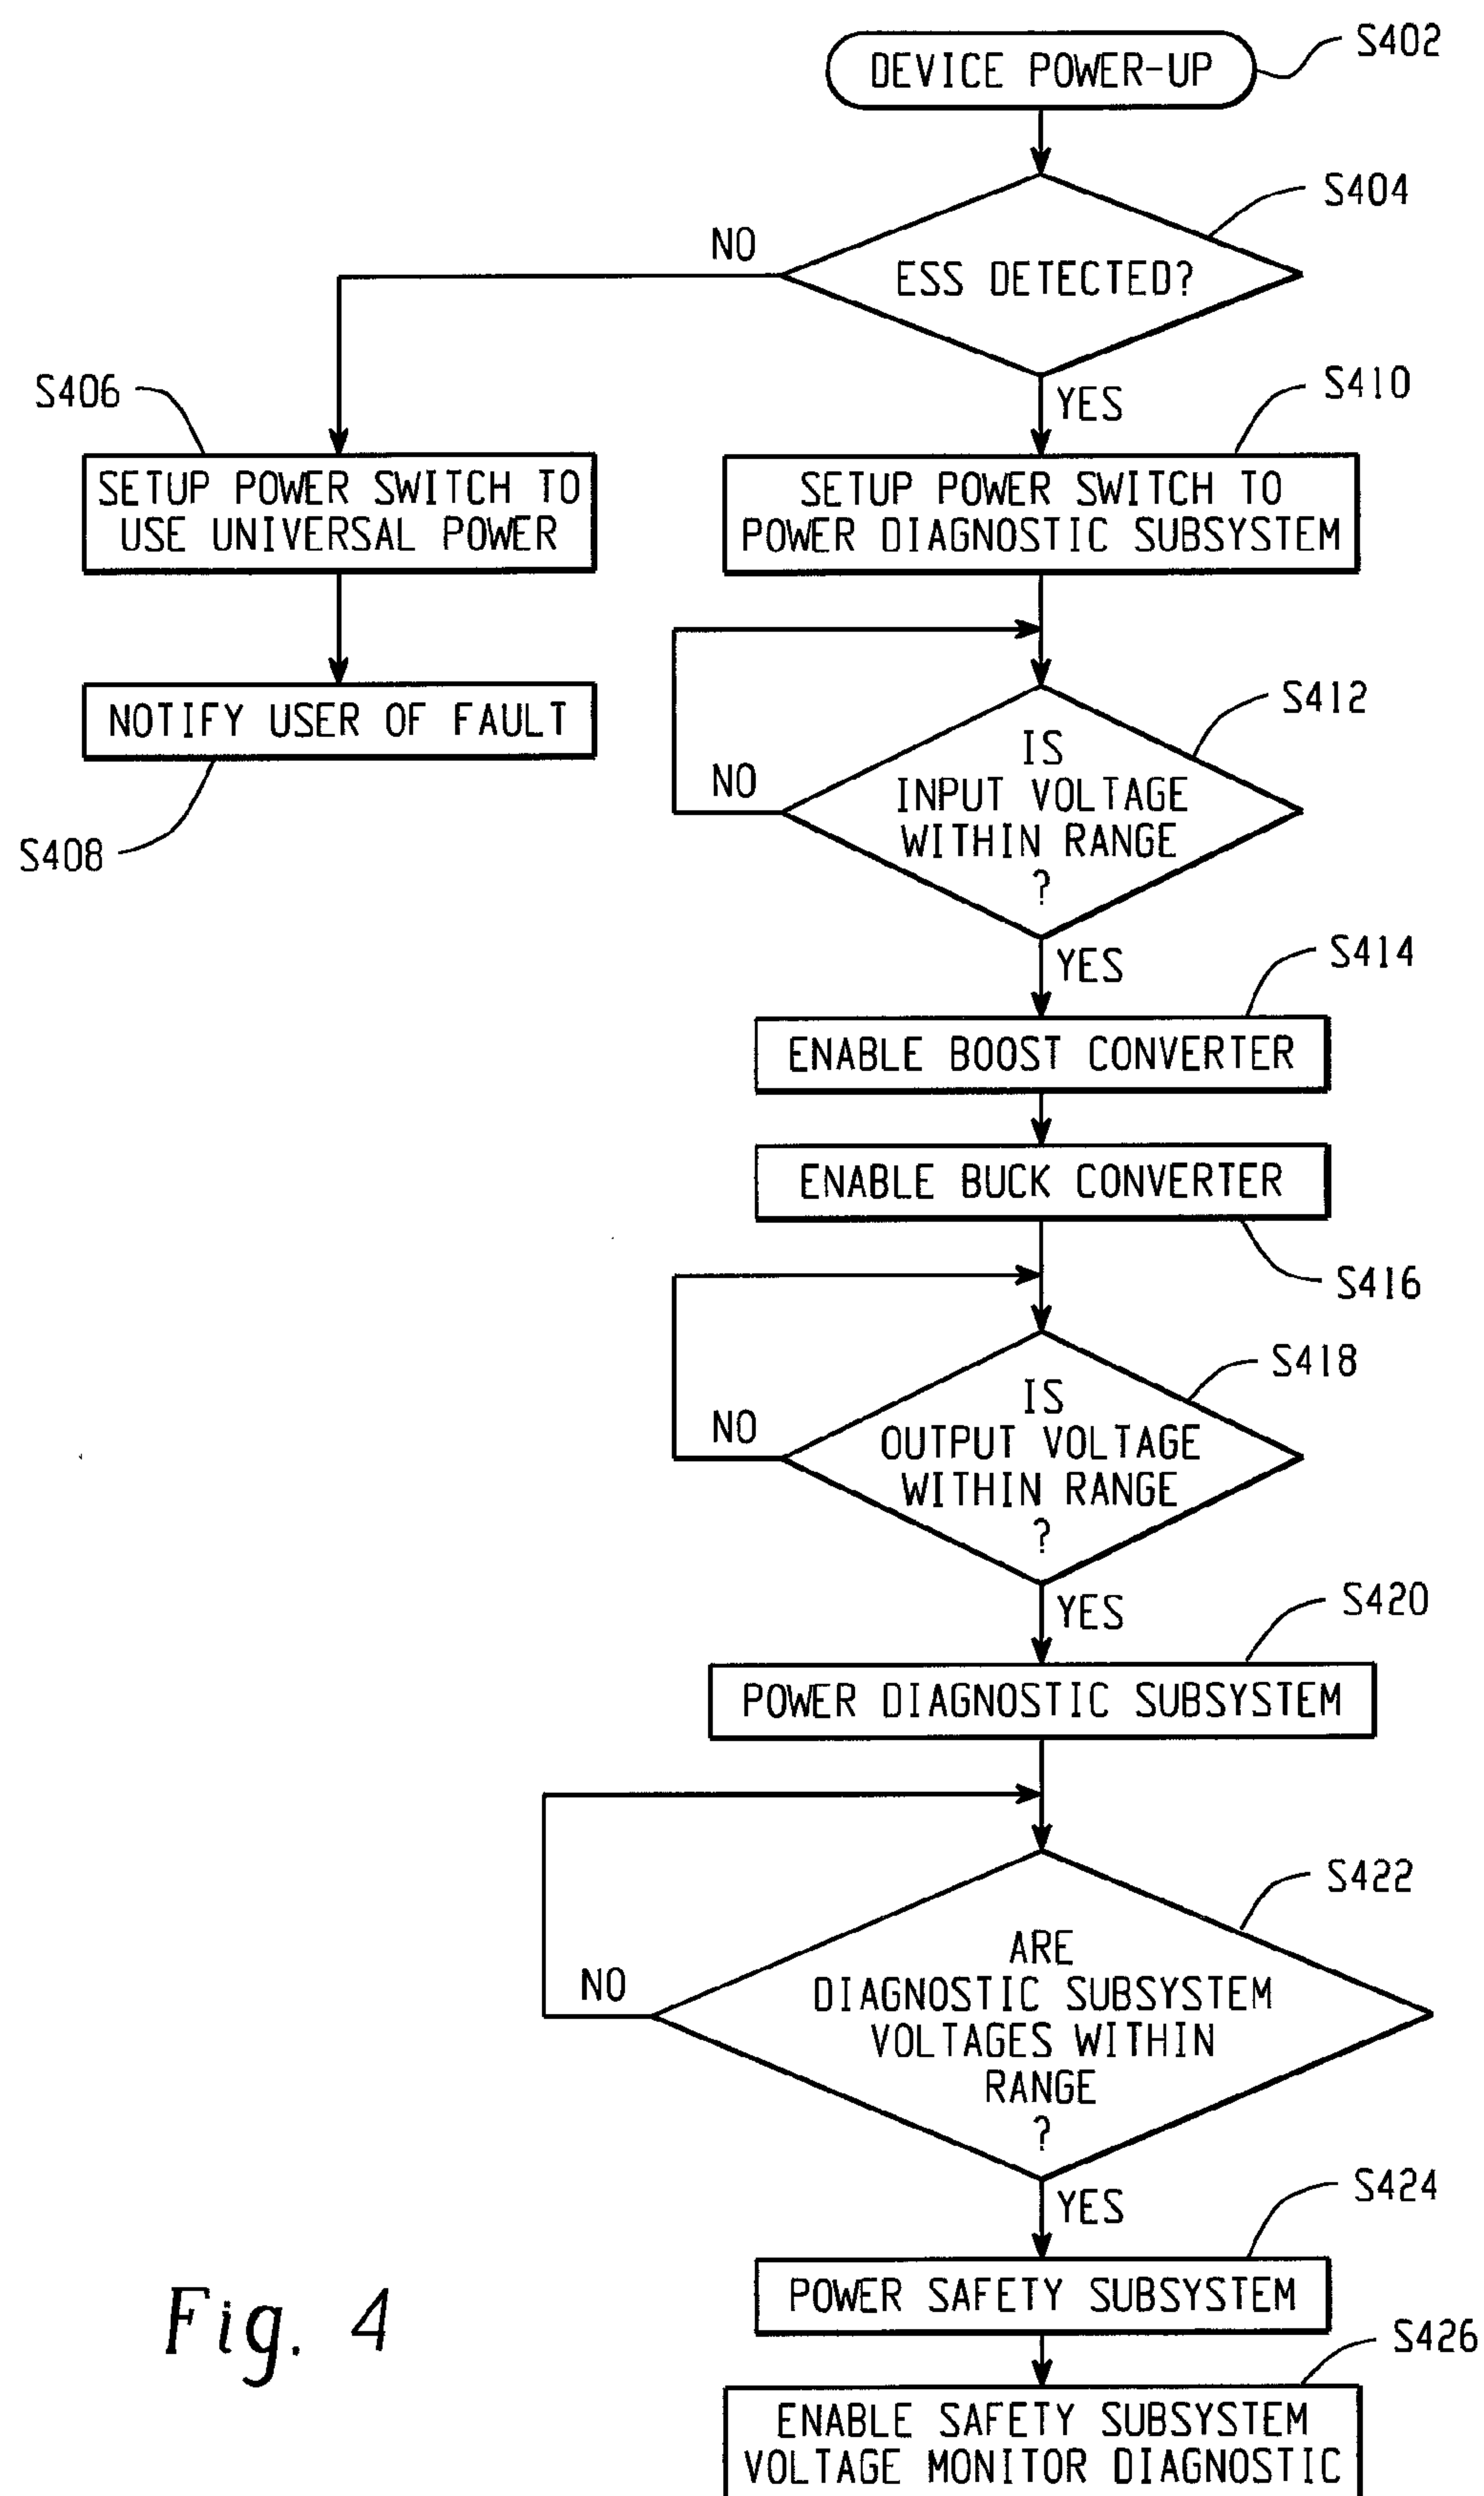 DEVICE POWER-UP
S402
S404
NO
ESS DETECTED?
S406
YES
S410
SETUP POWER SWITCH TO
USE UNIVERSAL POWER
SETUP POWER SWITCH TO
POWER DIAGNOSTIC SUBSYSTEM
NOTIFY USER OF FAULT
S408
S412
NO
IS
INPUT VOLTAGE
WITHIN RANGE
?
YES
S414
ENABLE BOOST CONVERTER
ENABLE BUCK CONVERTER
S416
S418
NO
IS
OUTPUT VOLTAGE
WITHIN RANGE
?
YES
S420
POWER DIAGNOSTIC SUBSYSTEM
S422
NO
ARE
DIAGNOSTIC SUBSYSTEM
VOLTAGES WITHIN
RANGE
?
YES
S424
POWER SAFETY SUBSYSTEM
S426
ENABLE SAFETY SUBSYSTEM
VOLTAGE MONITOR DIAGNOSTIC
Fig. 4